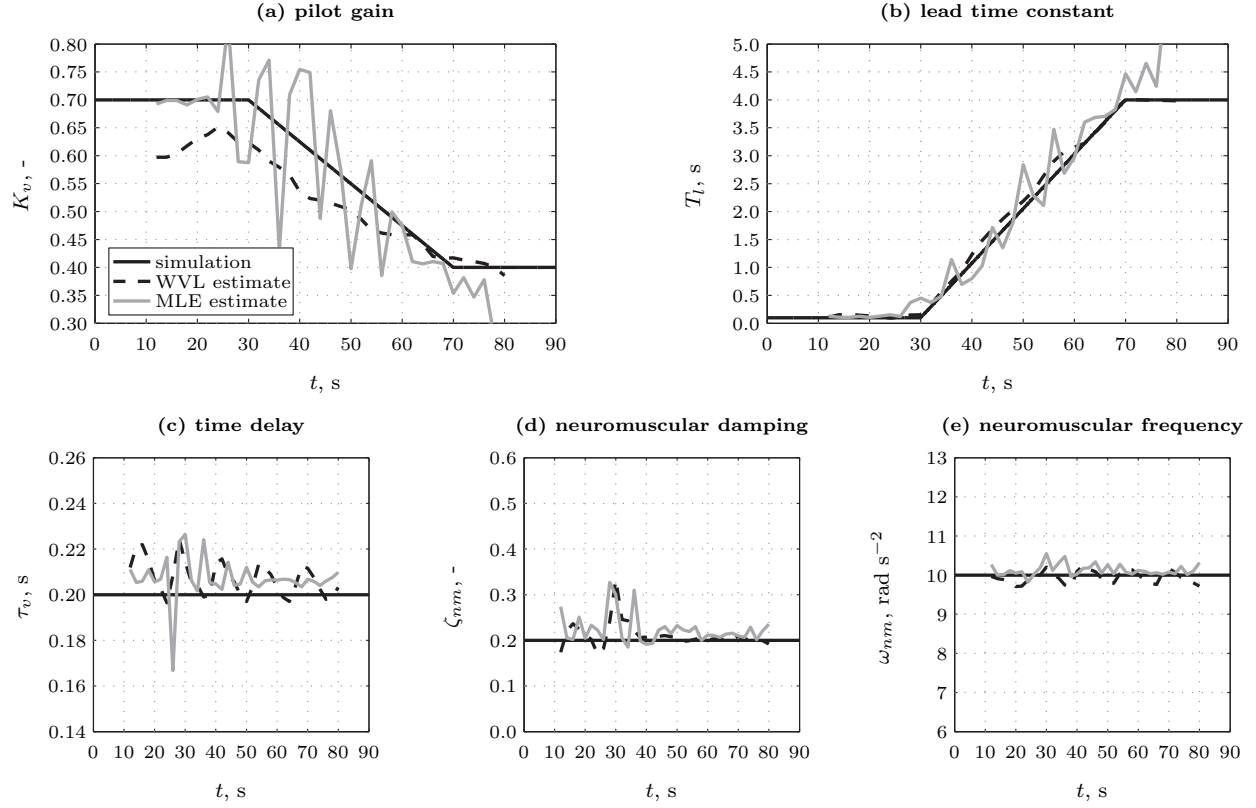 (a) pilot gain
0.80
0.75
0.70
0.65
0.60
0.55
0.50
0.45
0.40
0.35
0.30
K_v, -
simulation
WVL estimate
MLE estimate
0 10 20 30 40 50 60 70 80 90
t, s
(b) lead time constant
5.0
4.5
4.0
3.5
3.0
2.5
2.0
1.5
1.0
0.5
0.0
T_l, s
0 10 20 30 40 50 60 70 80 90
t, s
(c) time delay
0.26
0.24
0.22
0.20
0.18
0.16
0.14
τ_v, s
0 10 20 30 40 50 60 70 80 90
t, s
(d) neuromuscular damping
0.6
0.5
0.4
0.3
0.2
0.1
0.0
ζ_nm, -
0 10 20 30 40 50 60 70 80 90
t, s
(e) neuromuscular frequency
13
12
11
10
9
8
7
6
ω_nm, rad s⁻²
0 10 20 30 40 50 60 70 80 90
t, s